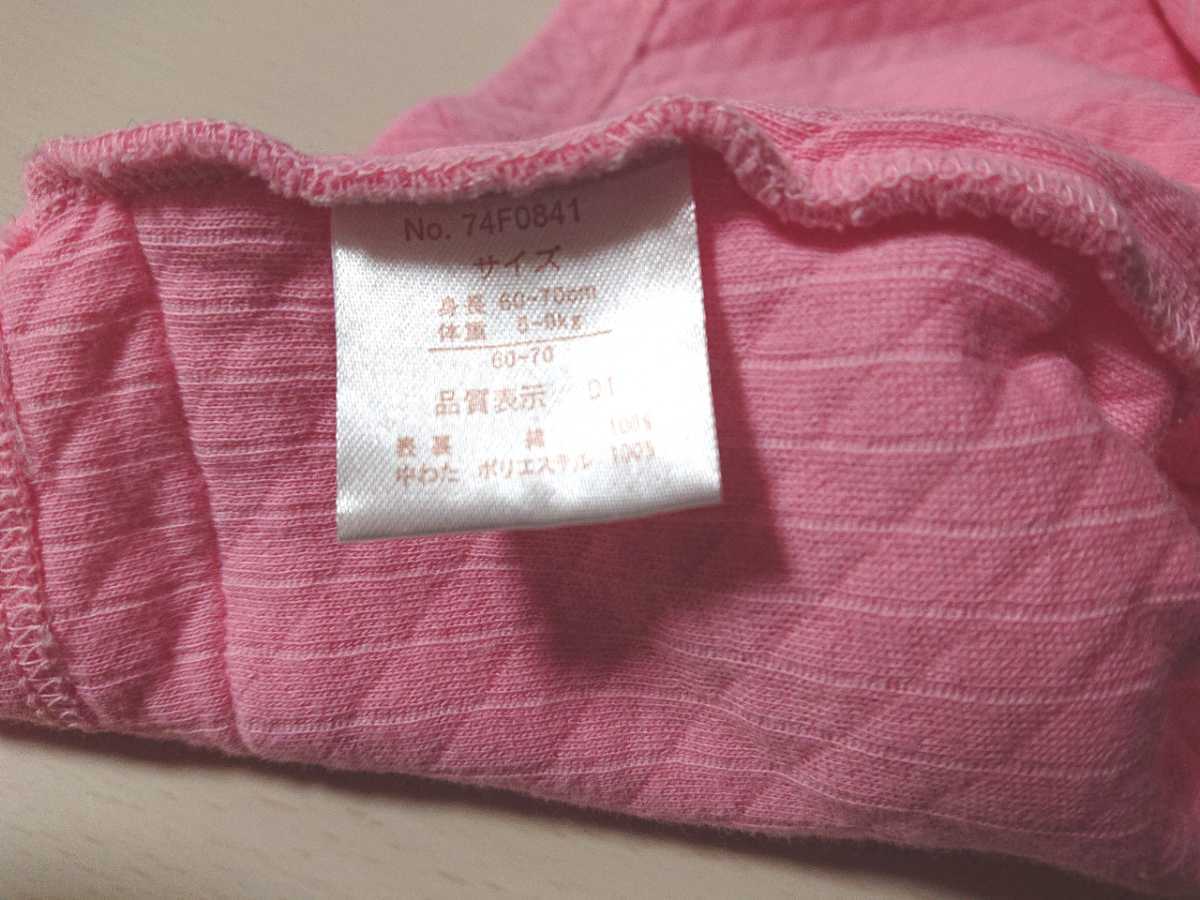 No. 74F0841
サイズ
身長 60~70cm
体重 6~9kg
60-70
品質表示 01
表 裏 綿 100%
中わた ポリエステル 100%